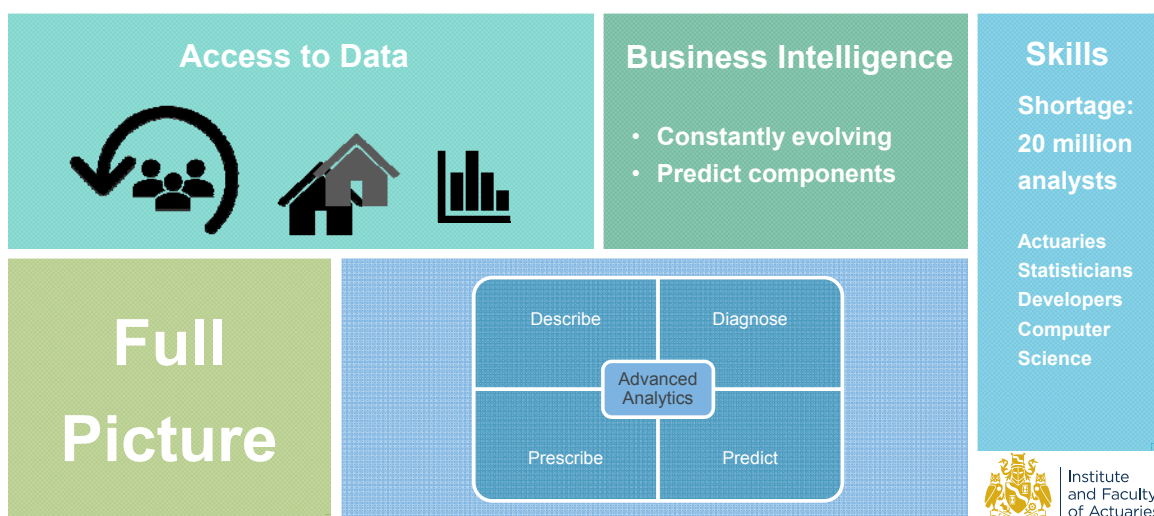 Access to Data
Business Intelligence
• Constantly evolving
• Predict components
Skills
Shortage:
20 million
analysts
Actuaries
Statisticians
Developers
Computer
Science
Full
Picture
Describe
Diagnose
Advanced
Analytics
Prescribe
Predict
Institute
and Faculty
of Actuaries